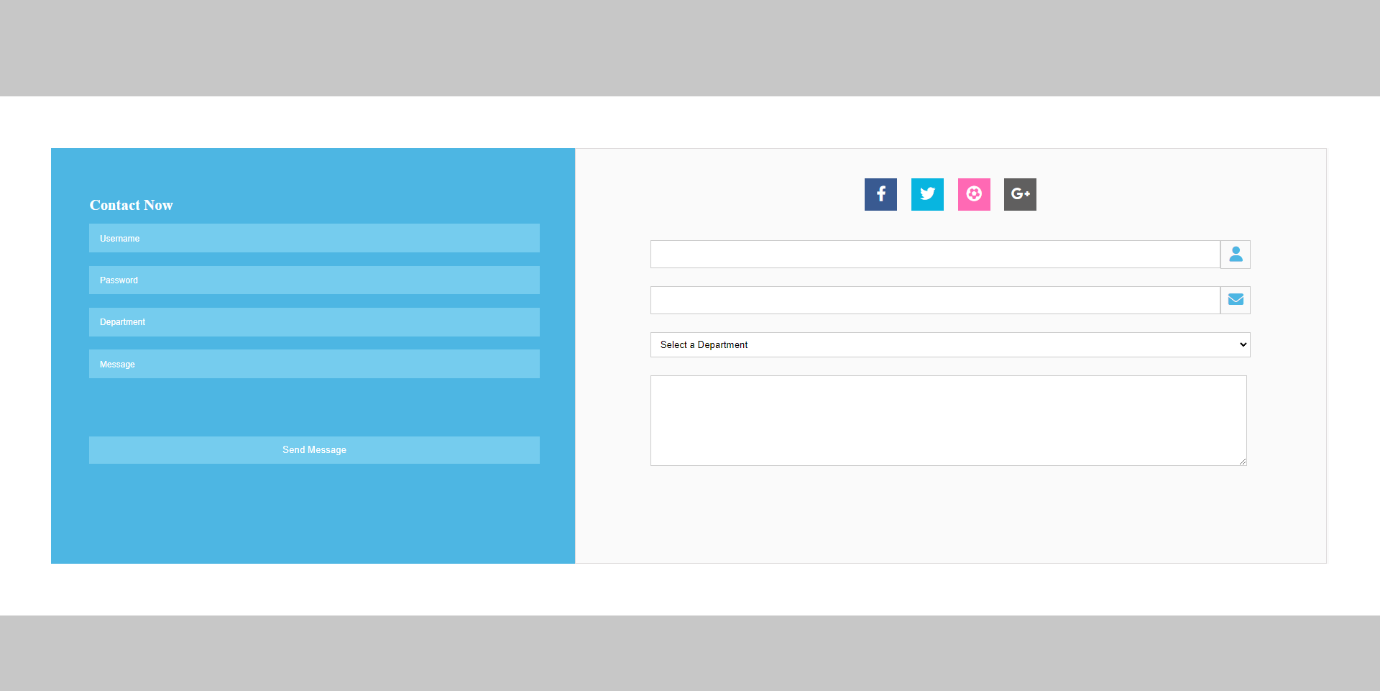 Contact Now
Username
Password
Department
Message
Send Message
G+
Select a Department